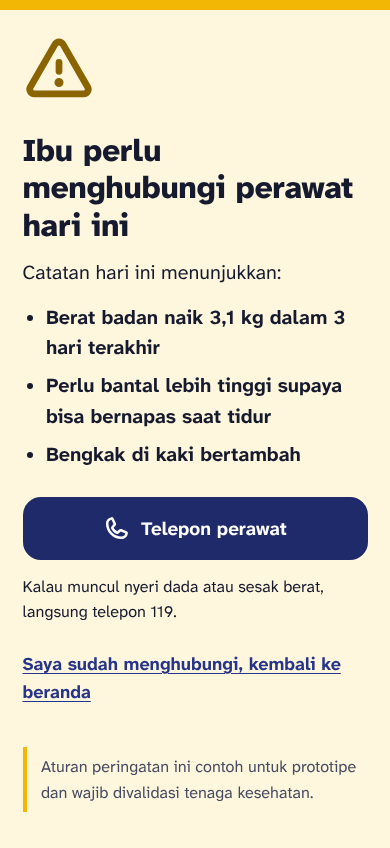 Ibu perlu
menghubungi perawat
hari ini
Catatan hari ini menunjukkan:
• Berat badan naik 3,1 kg dalam 3
hari terakhir
• Perlu bantal lebih tinggi supaya
bisa bernapas saat tidur
• Bengkak di kaki bertambah
Telepon perawat
Kalau muncul nyeri dada atau sesak berat,
langsung telepon 119.
Saya sudah menghubungi, kembali ke
beranda
Aturan peringatan ini contoh untuk prototipe
dan wajib divalidasi tenaga kesehatan.